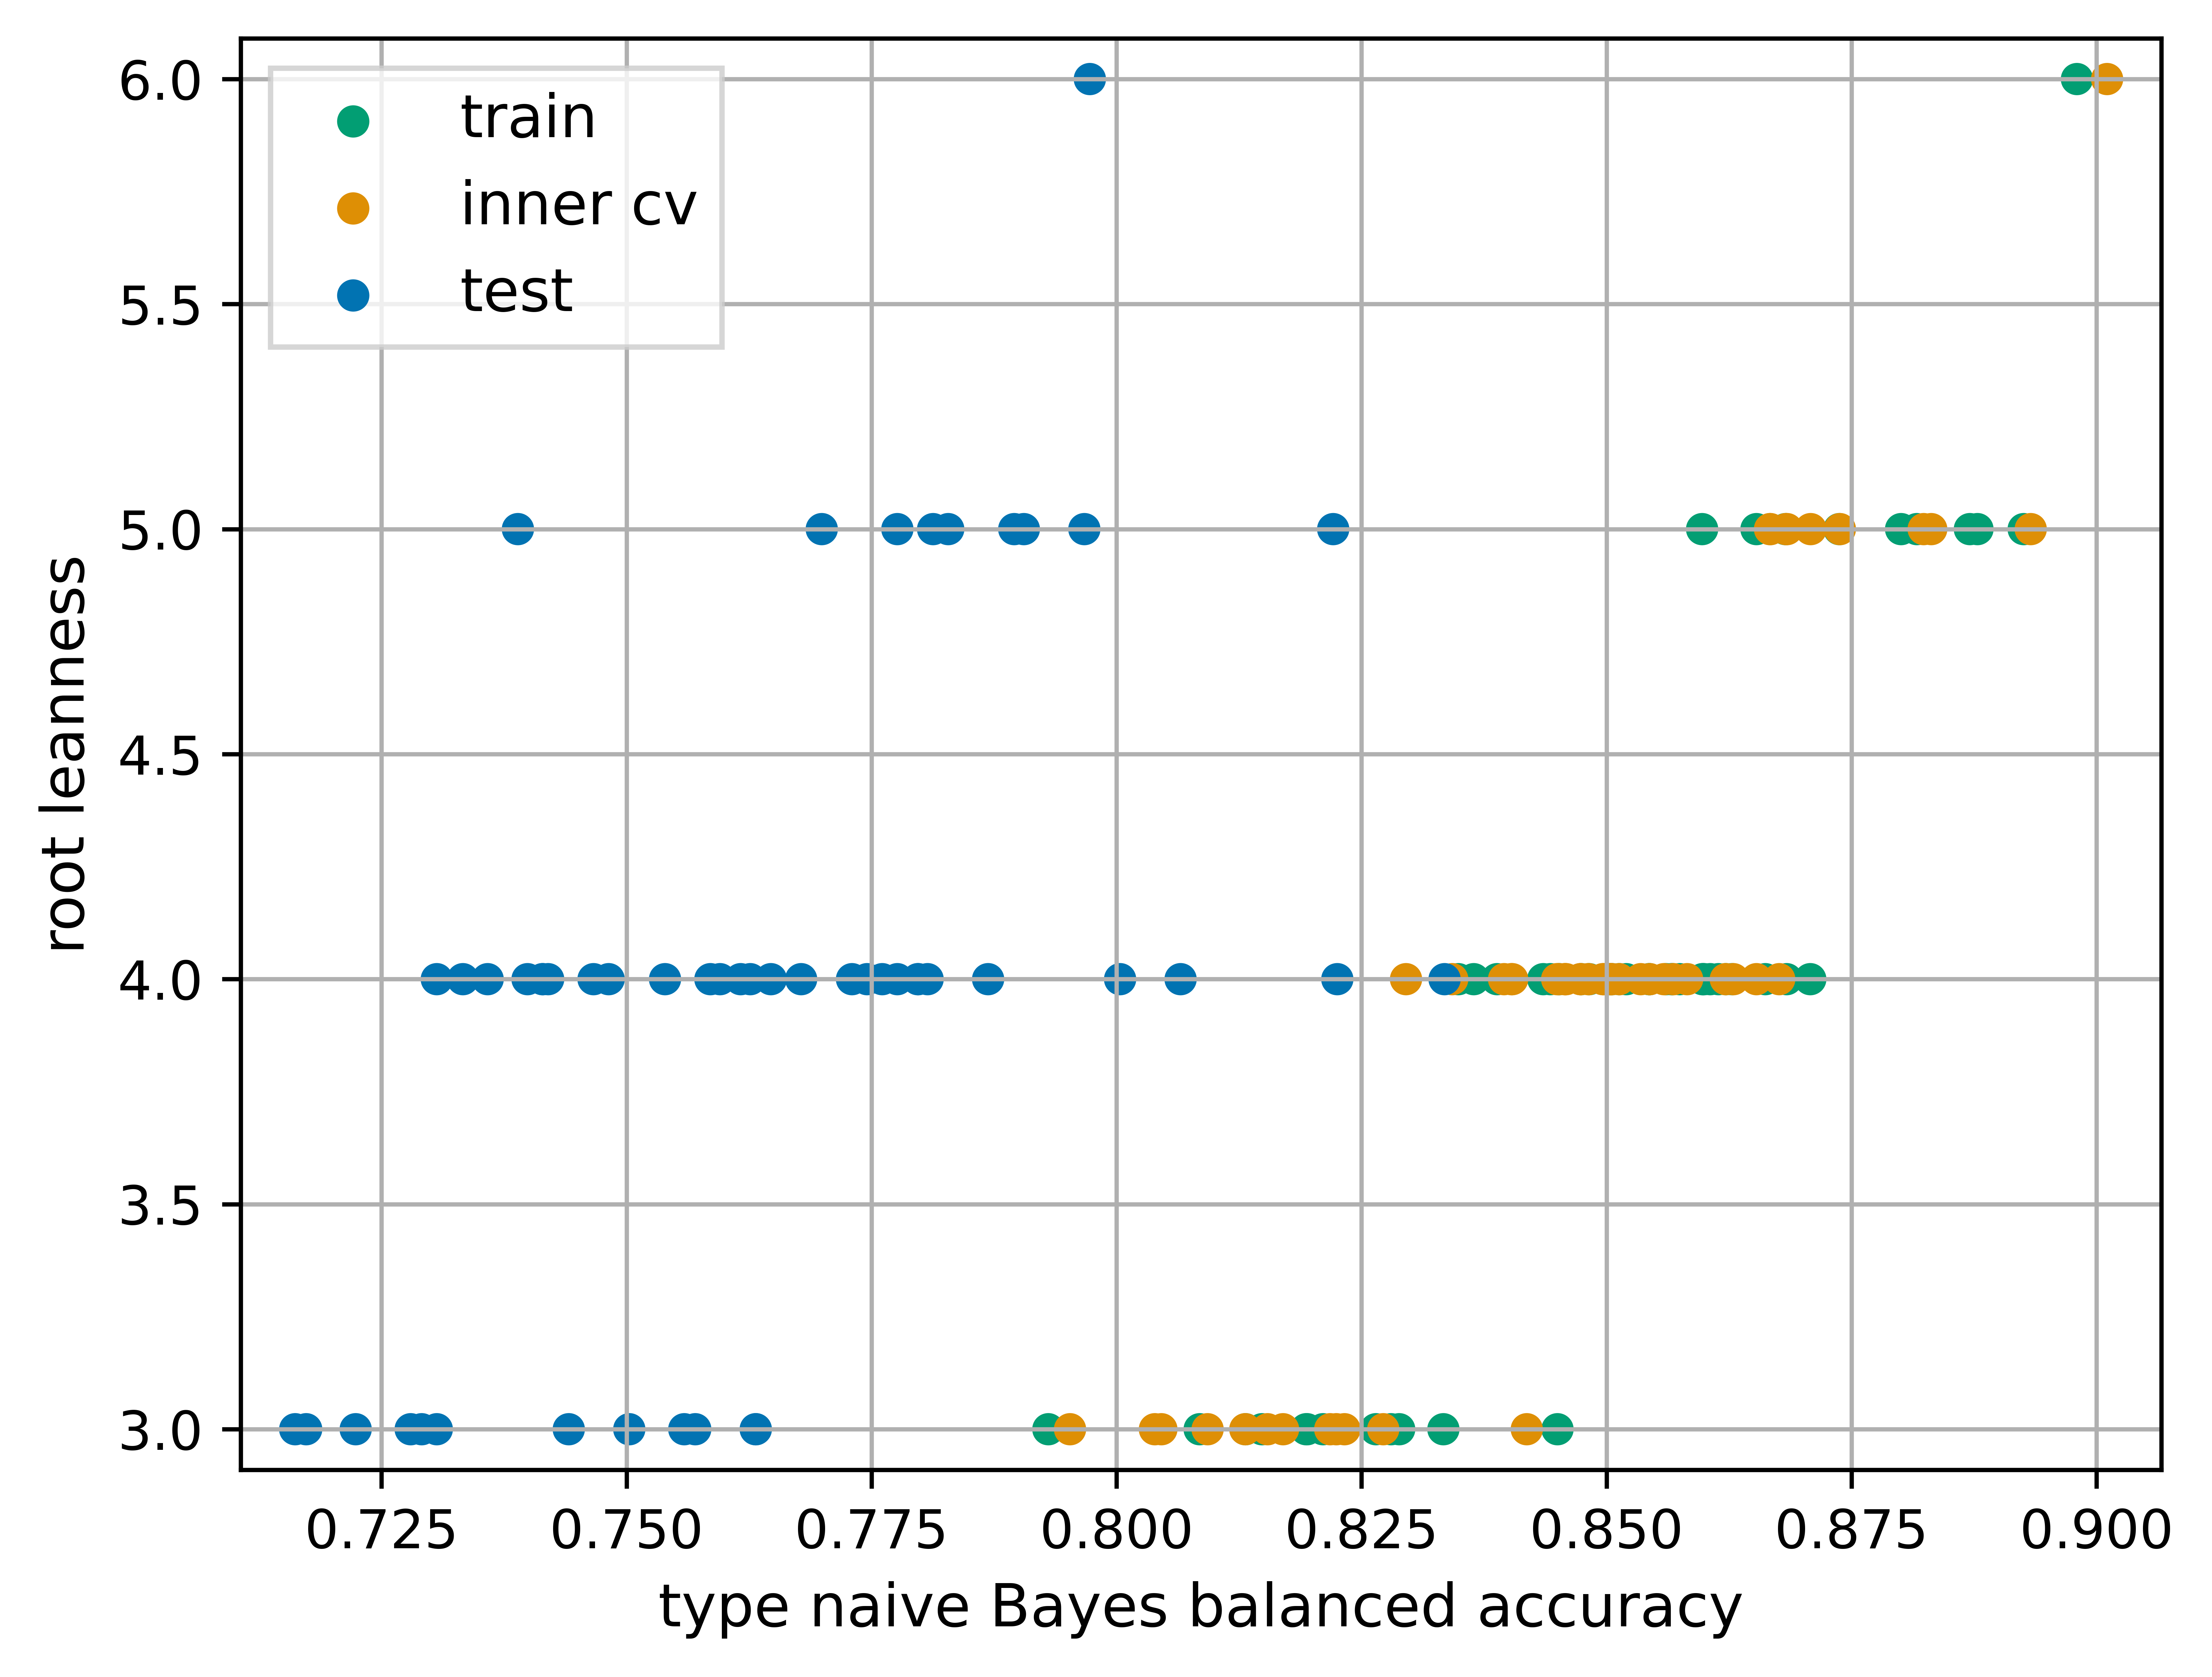 train
inner cv
test
root leanness
6.0
5.5
5.0
4.5
4.0
3.5
3.0
0.725 0.750 0.775 0.800 0.825 0.850 0.875 0.900
type naive Bayes balanced accuracy